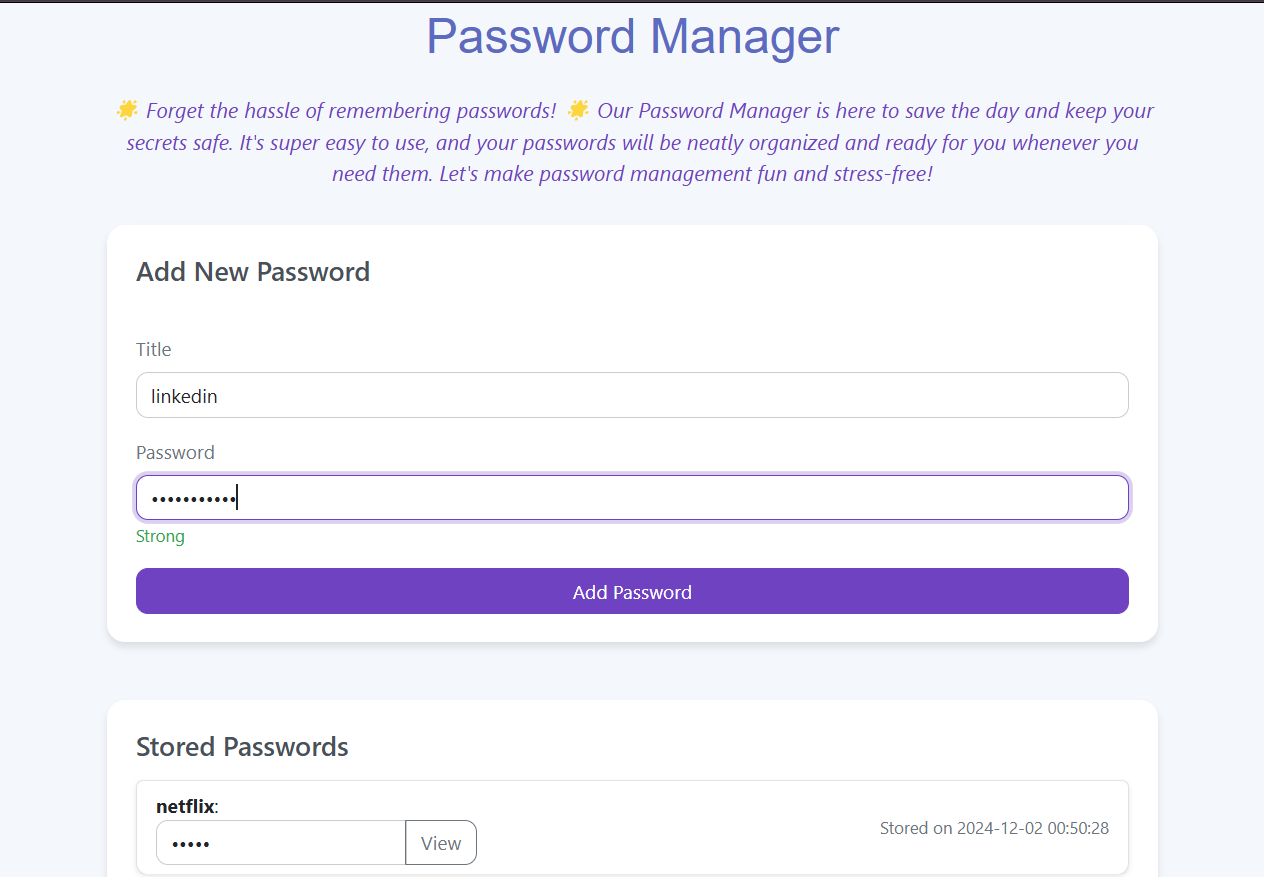 Password Manager
🌟 Forget the hassle of remembering passwords! 🌟 Our Password Manager is here to save the day and keep your
secrets safe. It's super easy to use, and your passwords will be neatly organized and ready for you whenever you
need them. Let's make password management fun and stress-free!
Add New Password
Title
linkedin
Password
•••••••••••
Strong
Add Password
Stored Passwords
netflix:
Stored on 2024-12-02 00:50:28
••••• View